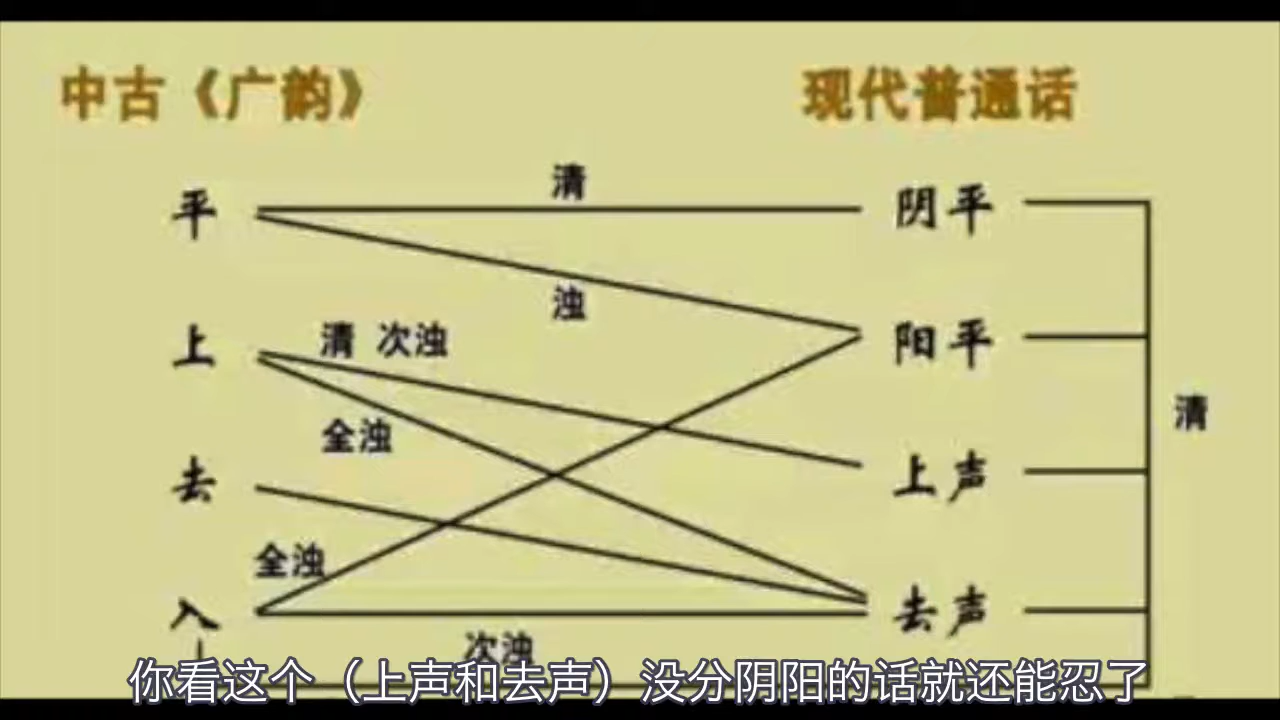 中古《广韵》 现代普通话
清
平 阴平
浊
上 清 次浊 阳平
清
全浊
去 上声
全浊
入 去声
次浊
你看这个（上声和去声）没分阴阳的话就还能忍了